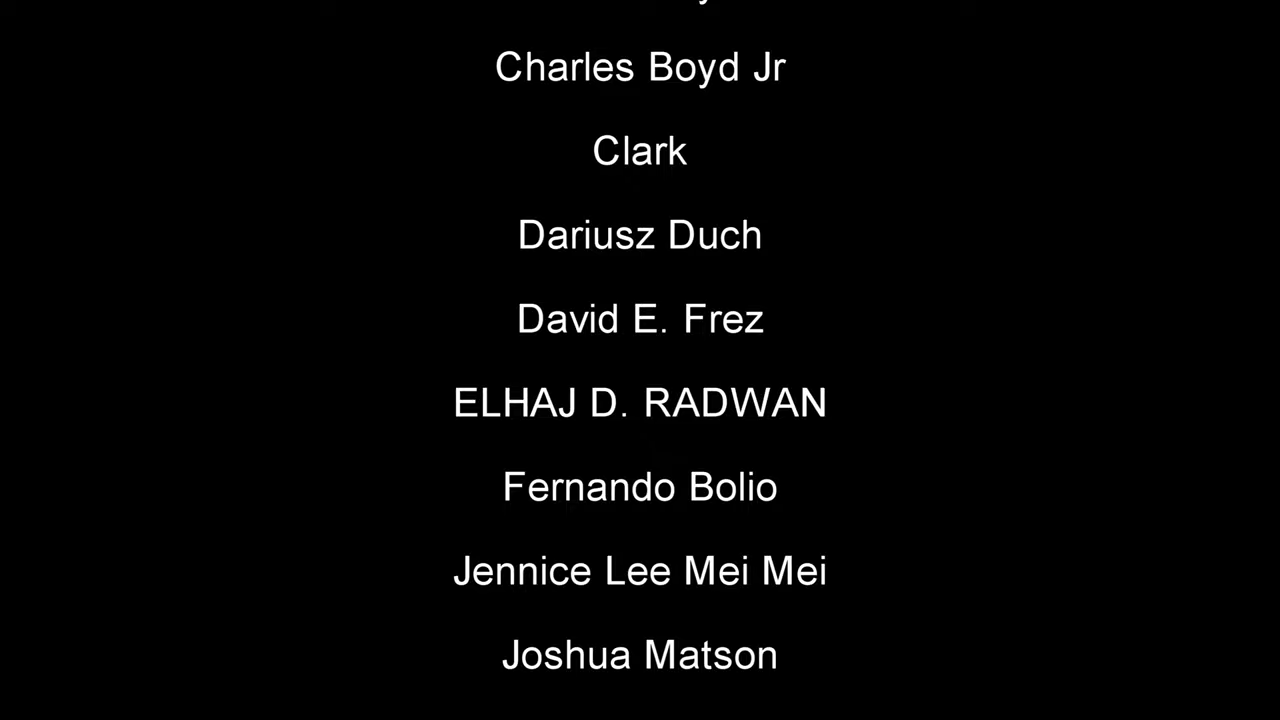 Charles Boyd Jr
Clark
Dariusz Duch
David E. Frez
ELHAJ D. RADWAN
Fernando Bolio
Jennice Lee Mei Mei
Joshua Matson